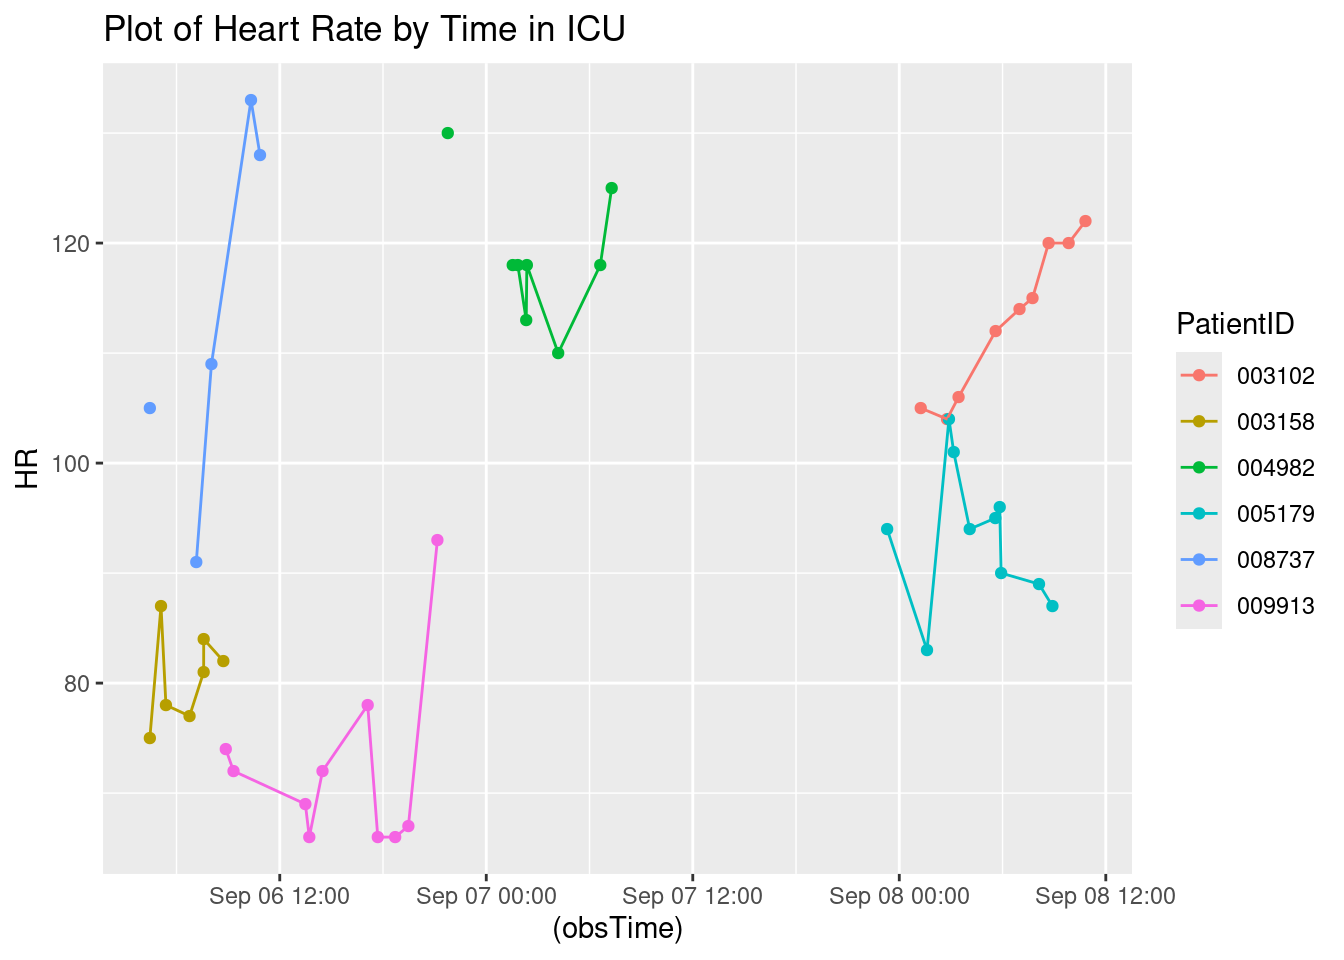 Plot of Heart Rate by Time in ICU
HR
120
100
80
Sep 06 12:00 Sep 07 00:00 Sep 07 12:00 Sep 08 00:00 Sep 08 12:00
(obsTime)
PatientID
003102
003158
004982
005179
008737
009913